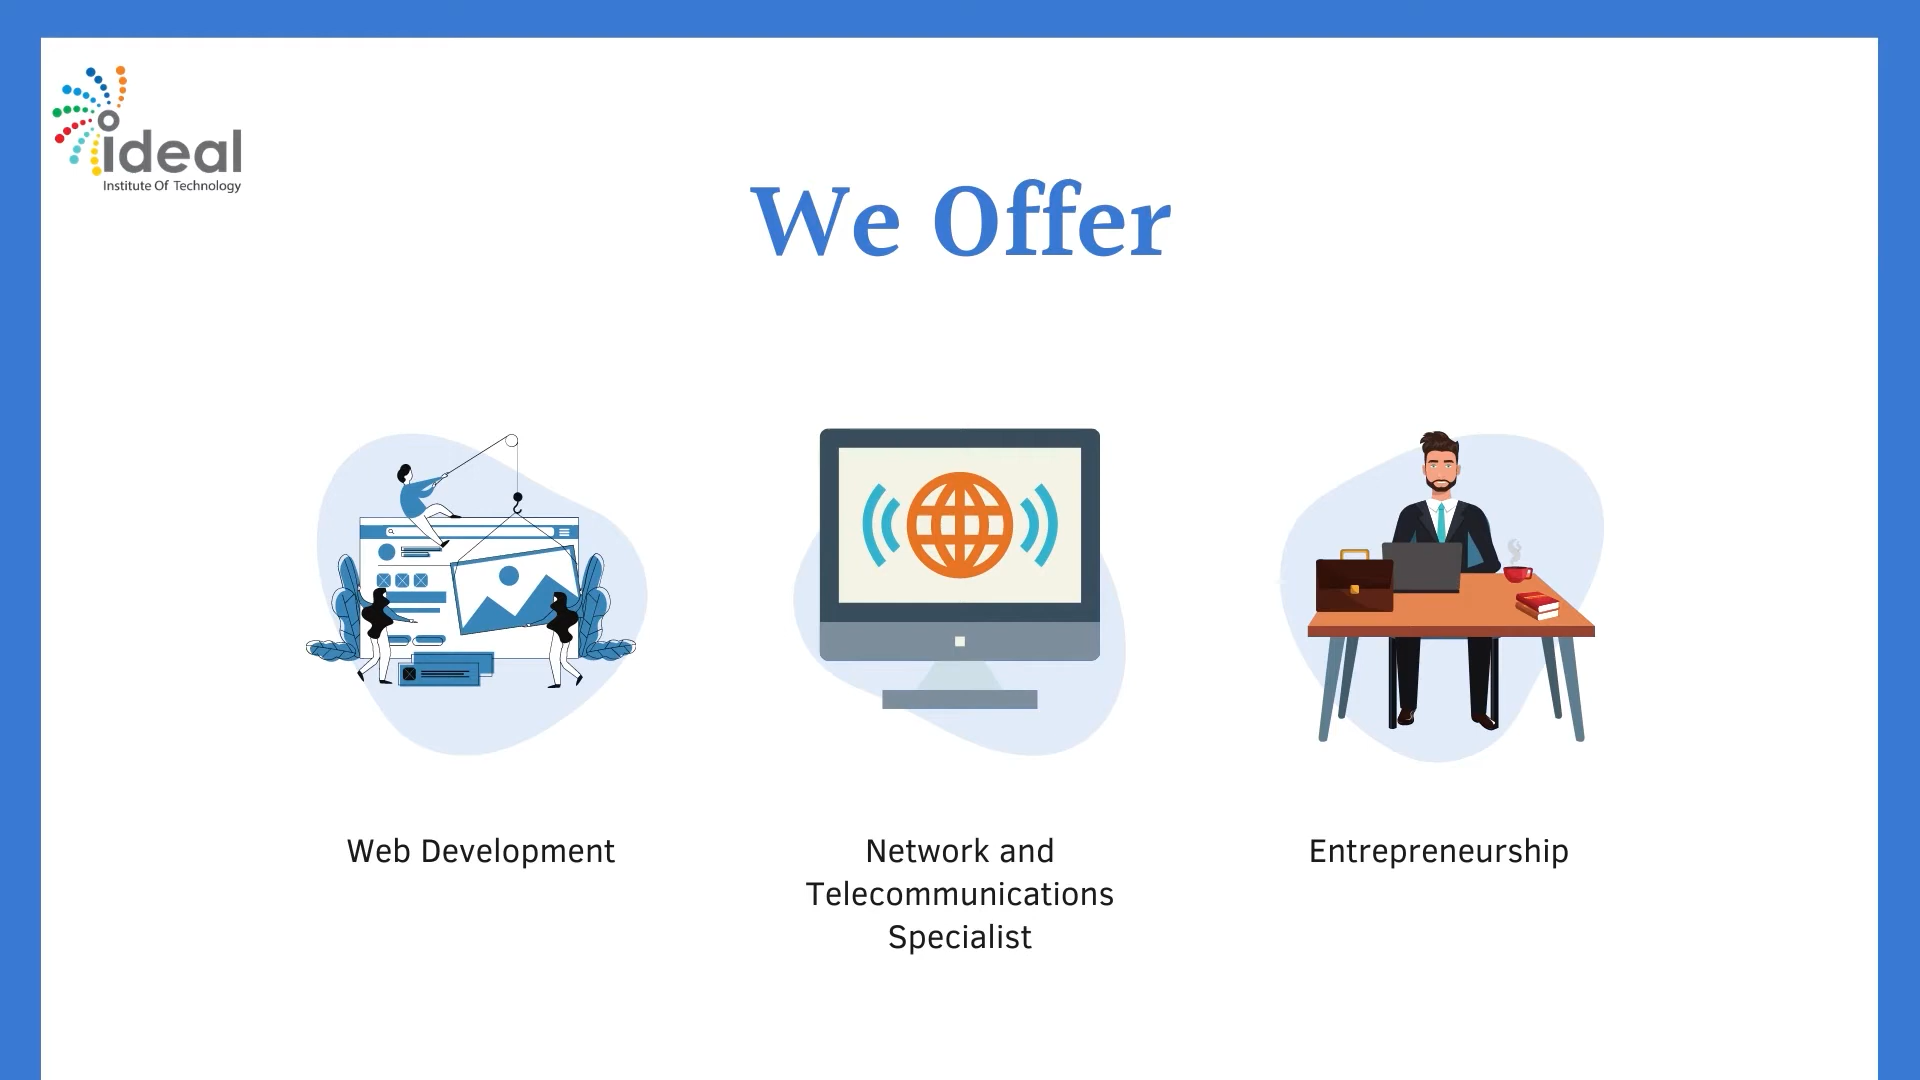 ideal
Institute Of Technology
We Offer
Web Development
Network and
Telecommunications
Specialist
Entrepreneurship